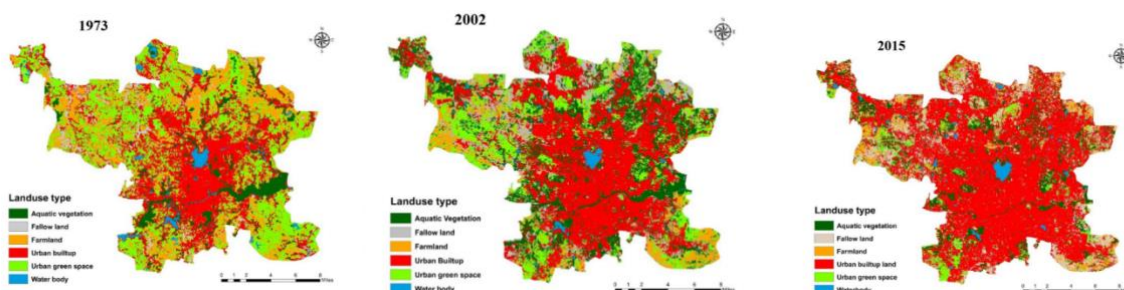 1973
Landuse type
Aquatic vegetation
Fallow land
Farmland
Urban builtup
Urban green space
Water body
2002
Landuse type
Aquatic Vegetation
Fallow land
Farmland
Urban Builtup
Urban green space
Water body
2015
Landuse type
Aquatic vegetation
Fallow land
Farmland
Urban builtup land
Urban green space